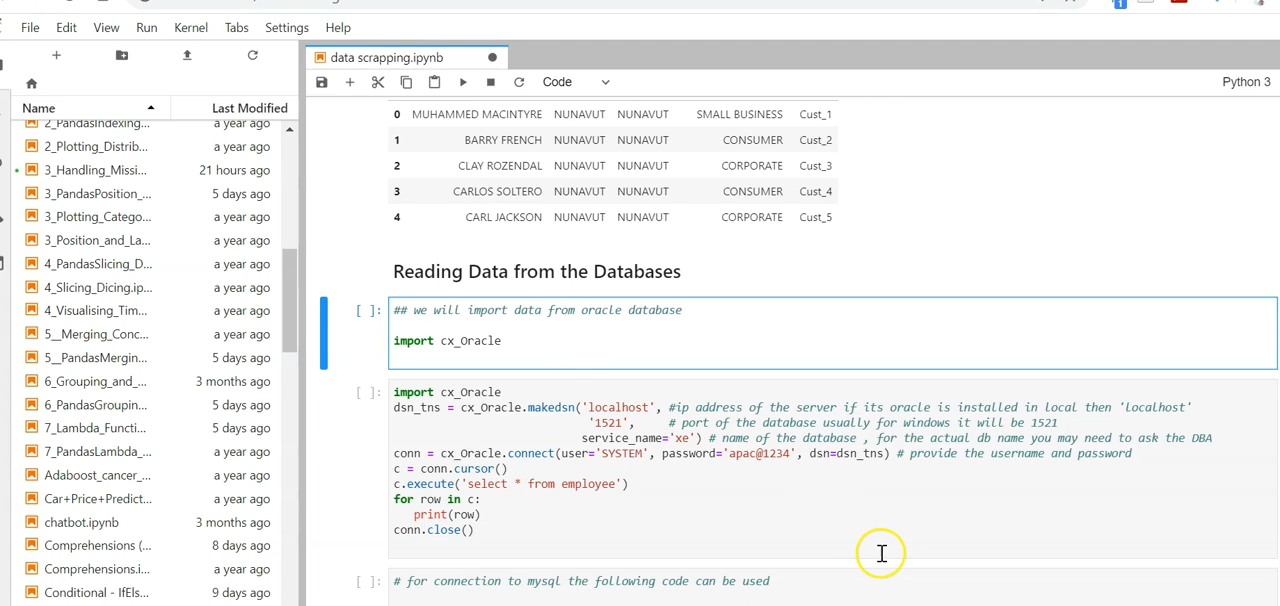 File Edit View Run Kernel Tabs Settings Help
data scrapping.ipynb
Code
Python 3
Name Last Modified
2_PandasIndexing... a year ago
2_Plotting_Distrib... a year ago
3_Handling_Missi... 21 hours ago
3_PandasPosition_... 5 days ago
3_Plotting_Catego... a year ago
3_Position_and_La... a year ago
4_PandasSlicing_D... a year ago
4_Slicing_Dicing.ip... a year ago
4_Visualising_Tim... a year ago
5__Merging_Conc... a year ago
5__PandasMergin... 5 days ago
6_Grouping_and_... 3 months ago
6_PandasGroupin... 5 days ago
7_Lambda_Functi... 5 days ago
7_PandasLambda_... 5 days ago
Adaboost_cancer_... a year ago
Car+Price+Predict... a year ago
chatbot.ipynb 3 months ago
Comprehensions (... 8 days ago
Comprehensions.i... a year ago
Conditional - IfEls... 9 days ago
0 MUHAMMED MACINTYRE NUNAVUT NUNAVUT SMALL BUSINESS Cust_1
1 BARRY FRENCH NUNAVUT NUNAVUT CONSUMER Cust_2
2 CLAY ROZENDAL NUNAVUT NUNAVUT CORPORATE Cust_3
3 CARLOS SOLTERO NUNAVUT NUNAVUT CONSUMER Cust_4
4 CARL JACKSON NUNAVUT NUNAVUT CORPORATE Cust_5
Reading Data from the Databases
[ ]: ## we will import data from oracle database
import cx_Oracle
[ ]: import cx_Oracle
dsn_tns = cx_Oracle.makedsn('localhost', #ip address of the server if its oracle is installed in local then 'localhost'
'1521', # port of the database usually for windows it will be 1521
service_name='xe') # name of the database , for the actual db name you may need to ask the DBA
conn = cx_Oracle.connect(user='SYSTEM', password='apac@1234', dsn=dsn_tns) # provide the username and password
c = conn.cursor()
c.execute('select * from employee')
for row in c:
print(row)
conn.close()
[ ]: # for connection to mysql the following code can be used